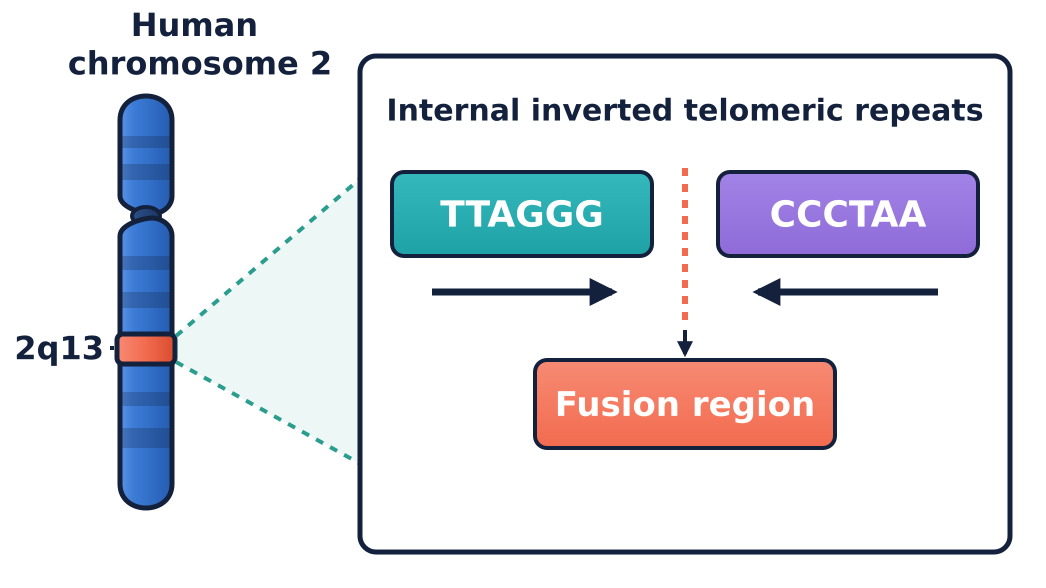 Human
chromosome 2
Internal inverted telomeric repeats
TTAGGG
CCCTAA
2q13
Fusion region